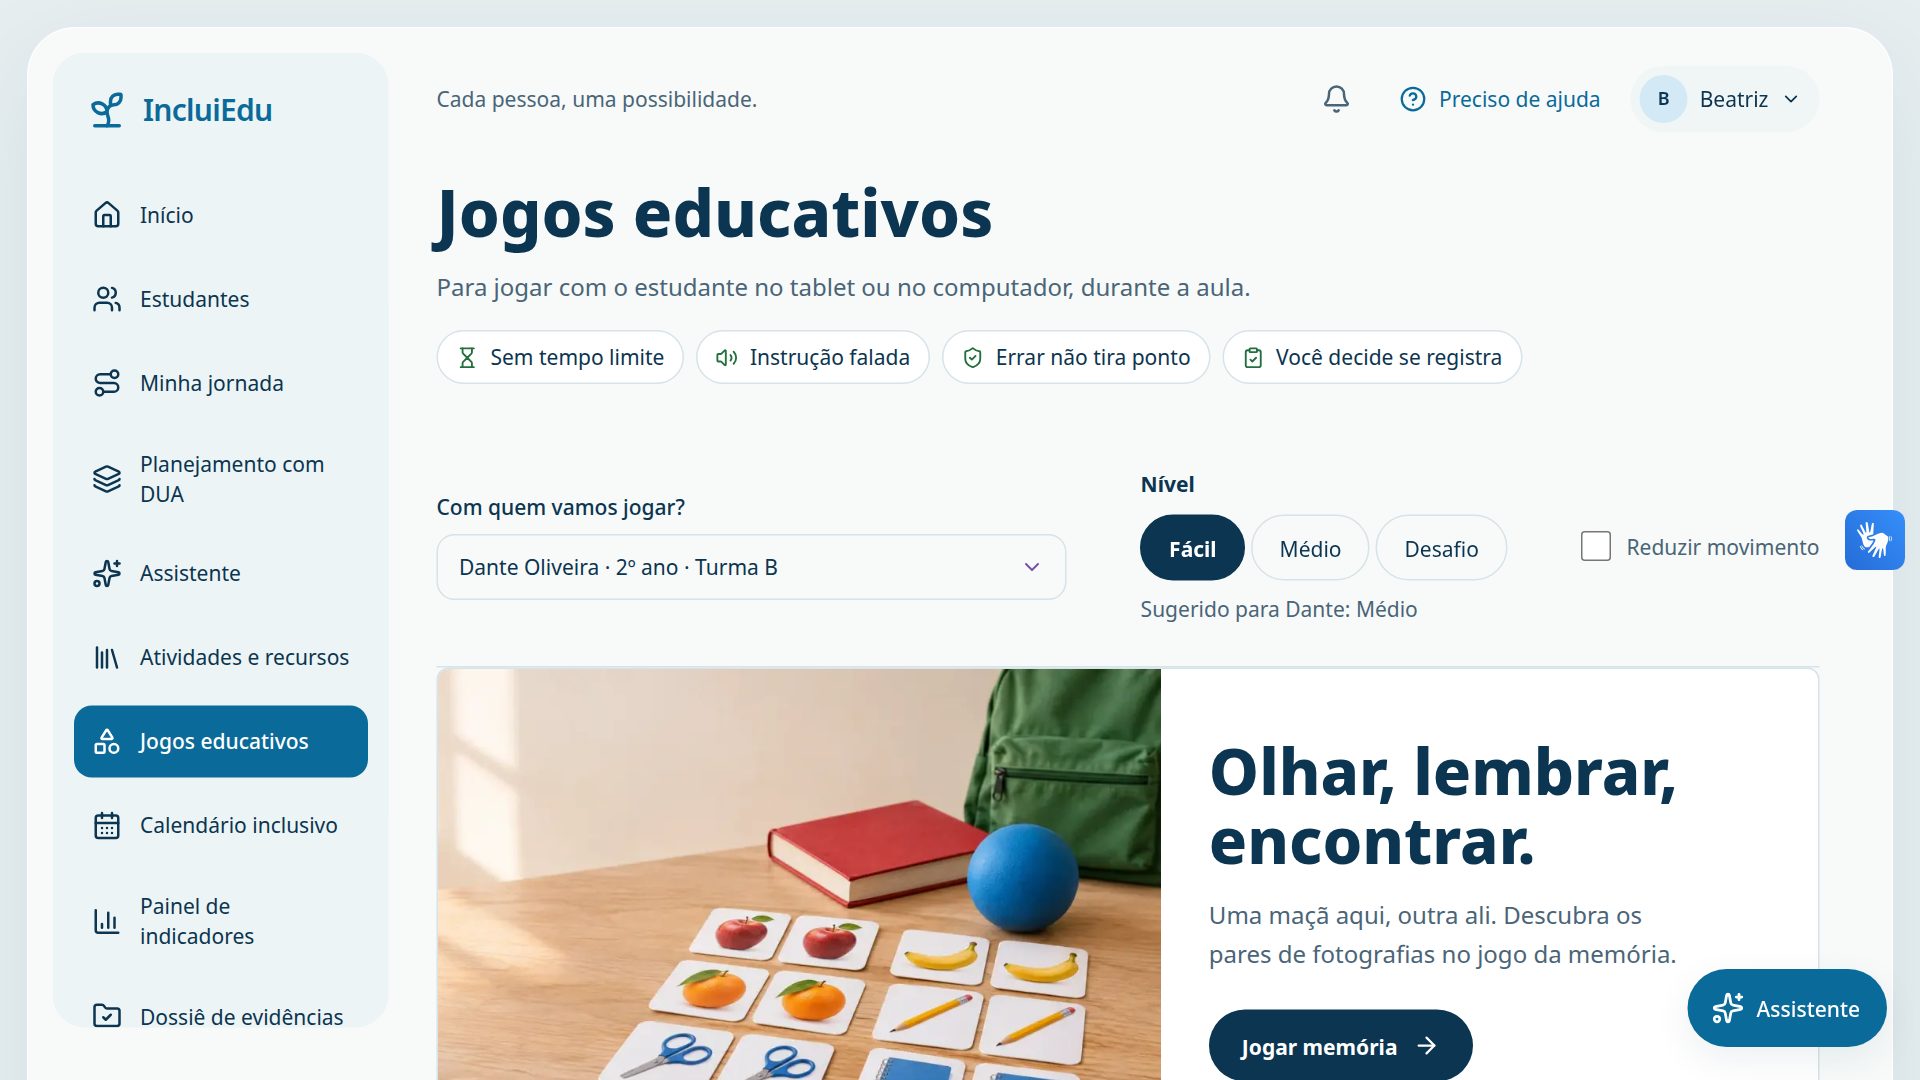 IncluiEdu
Início
Estudantes
Minha jornada
Planejamento com
DUA
Assistente
Atividades e recursos
Jogos educativos
Calendário inclusivo
Painel de
indicadores
Dossiê de evidências
Cada pessoa, uma possibilidade.
Preciso de ajuda
B
Beatriz
Jogos educativos
Para jogar com o estudante no tablet ou no computador, durante a aula.
Sem tempo limite
Instrução falada
Errar não tira ponto
Você decide se registra
Com quem vamos jogar?
Dante Oliveira · 2º ano · Turma B
Nível
Fácil
Médio
Desafio
Sugerido para Dante: Médio
Reduzir movimento
Olhar, lembrar,
encontrar.
Uma maçã aqui, outra ali. Descubra os
pares de fotografias no jogo da memória.
Jogar memória
Assistente